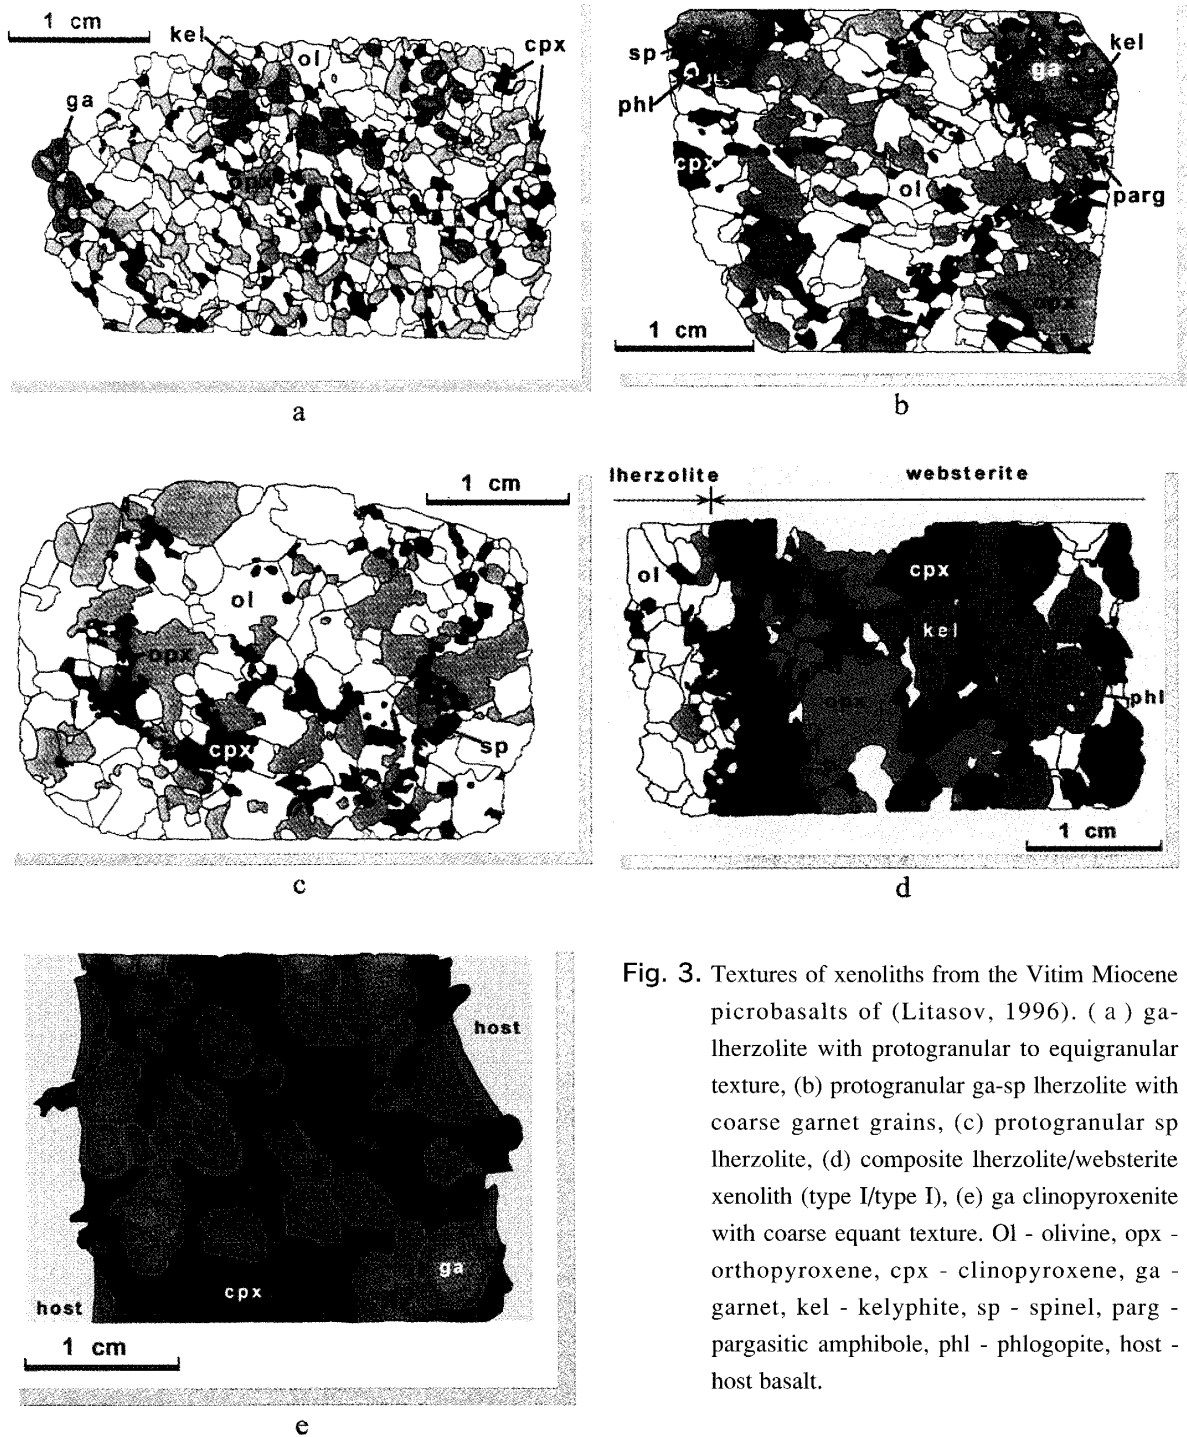 1 cm
kel
ol
cpx
ga
opx
a
sp
phl
cpx
ol
ga
kel
parg
opx
1 cm
b
1 cm
ol
opx
cpx
sp
c
lherzolite
websterite
ol
cpx
kel
opx
phl
1 cm
d
host
ga
cpx
host
1 cm
e
Fig. 3. Textures of xenoliths from the Vitim Miocene
picrobasalts of (Litasov, 1996). ( a ) ga-
lherzolite with protogranular to equigranular
texture, (b) protogranular ga-sp lherzolite with
coarse garnet grains, (c) protogranular sp
lherzolite, (d) composite lherzolite/websterite
xenolith (type I/type I), (e) ga clinopyroxenite
with coarse equant texture. Ol - olivine, opx -
orthopyroxene, cpx - clinopyroxene, ga -
garnet, kel - kelyphite, sp - spinel, parg -
pargasitic amphibole, phl - phlogopite, host -
host basalt.